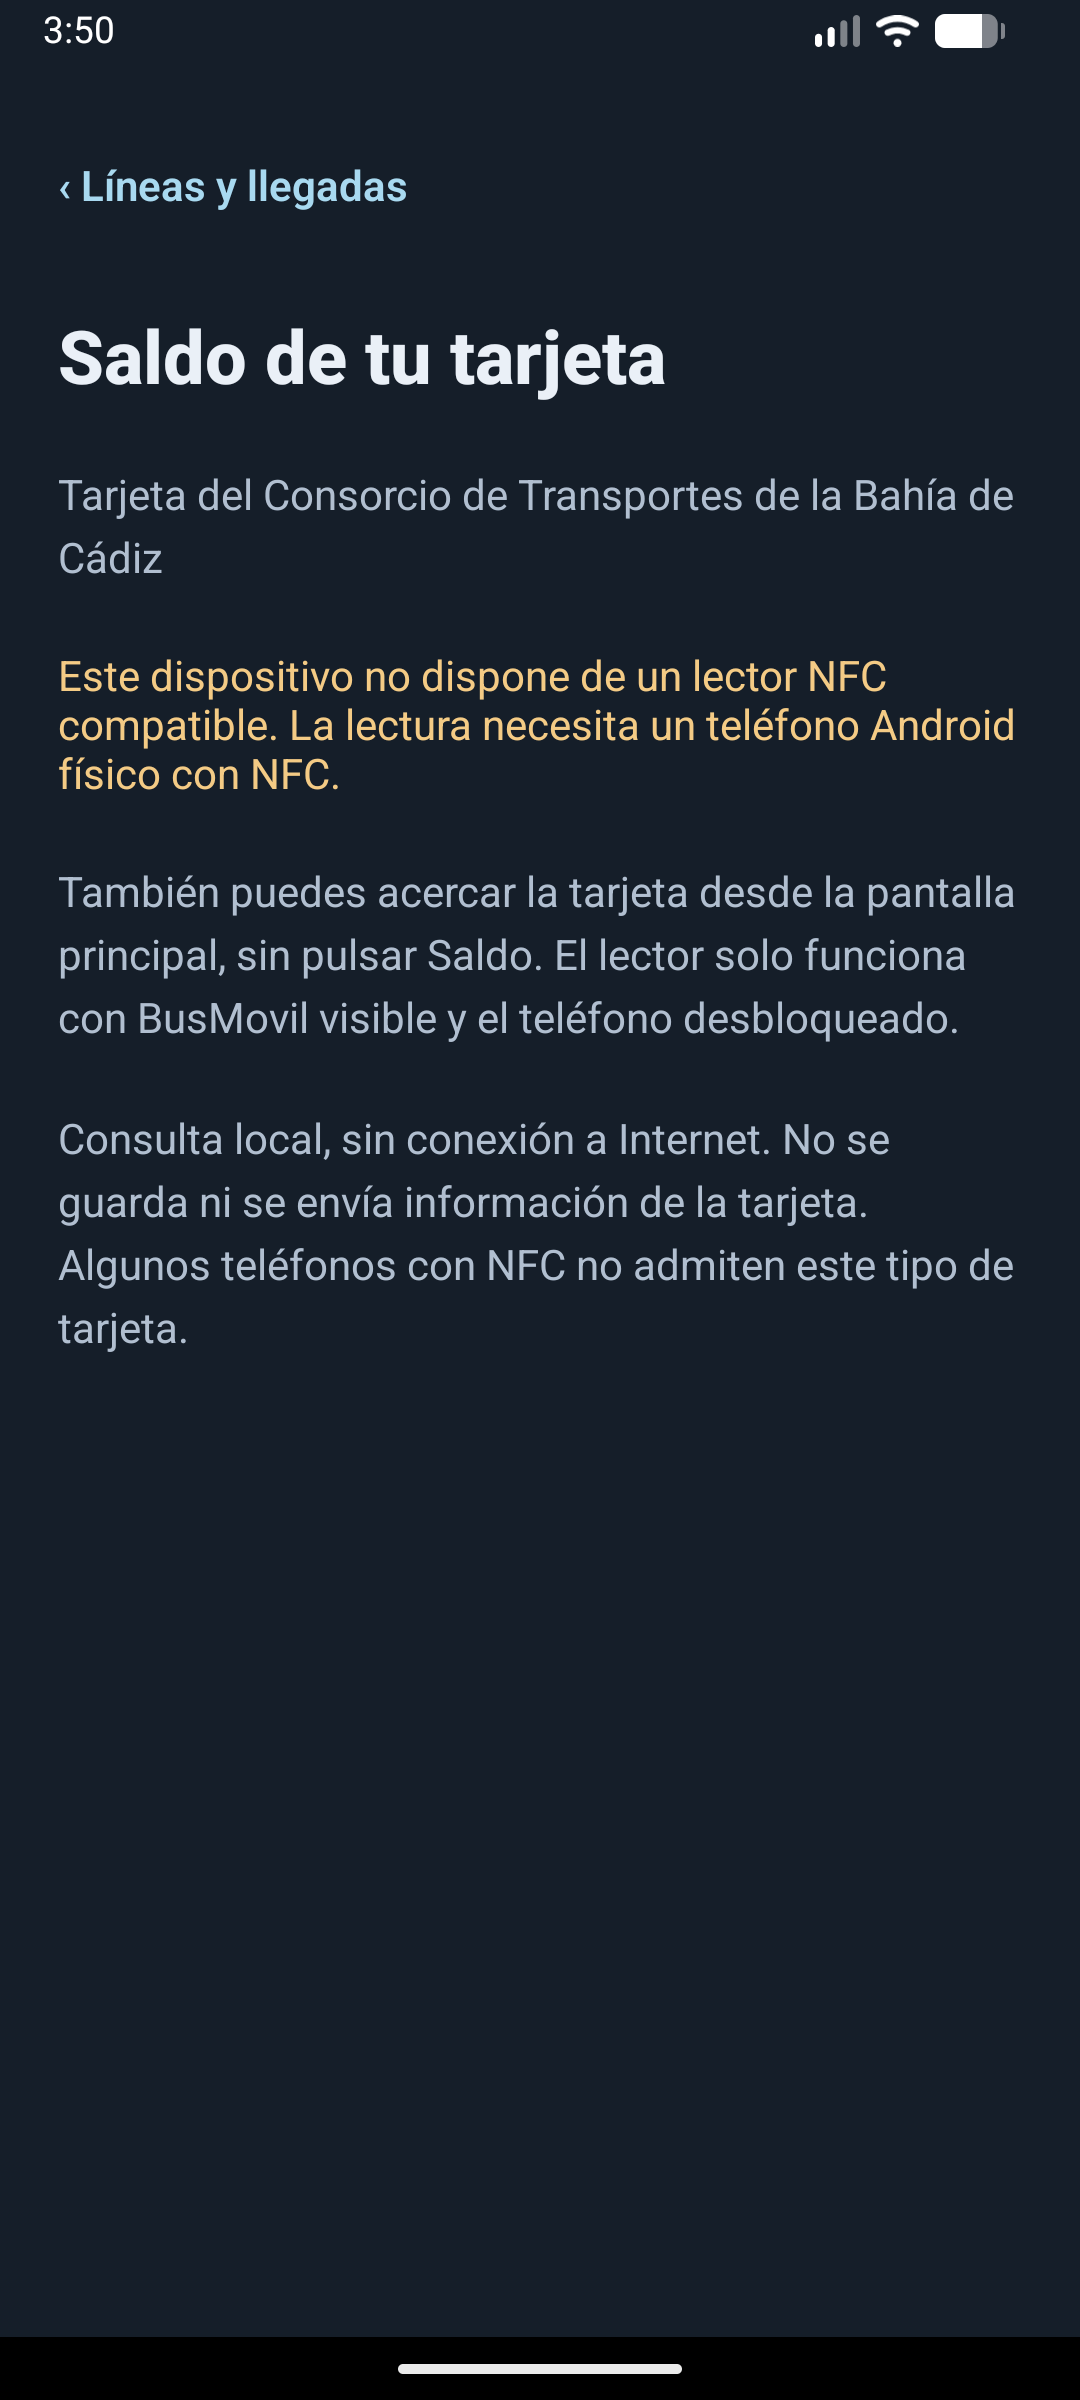 3:50
‹ Líneas y llegadas
Saldo de tu tarjeta
Tarjeta del Consorcio de Transportes de la Bahía de
Cádiz
Este dispositivo no dispone de un lector NFC
compatible. La lectura necesita un teléfono Android
físico con NFC.
También puedes acercar la tarjeta desde la pantalla
principal, sin pulsar Saldo. El lector solo funciona
con BusMovil visible y el teléfono desbloqueado.
Consulta local, sin conexión a Internet. No se
guarda ni se envía información de la tarjeta.
Algunos teléfonos con NFC no admiten este tipo de
tarjeta.